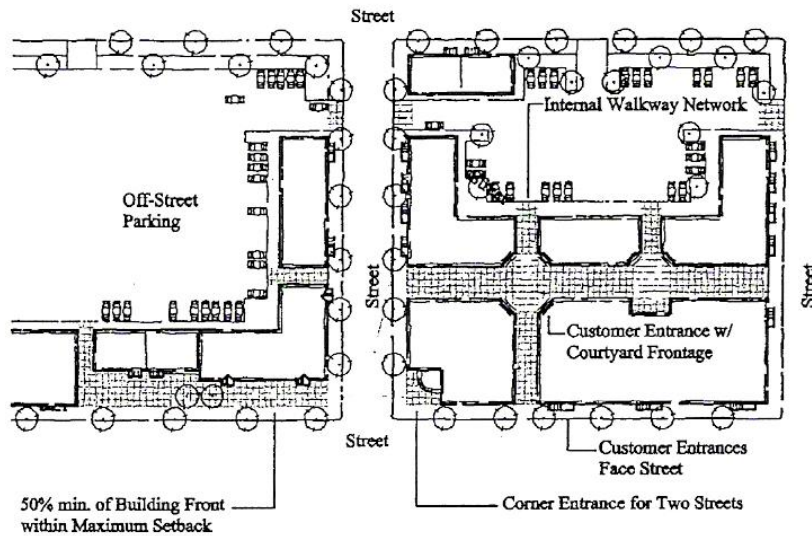 Street
Internal Walkway Network
Off-Street
Parking
Street
Street
Customer Entrance w/
Courtyard Frontage
Street
Customer Entrances
Face Street
50% min. of Building Front
within Maximum Setback
Corner Entrance for Two Streets